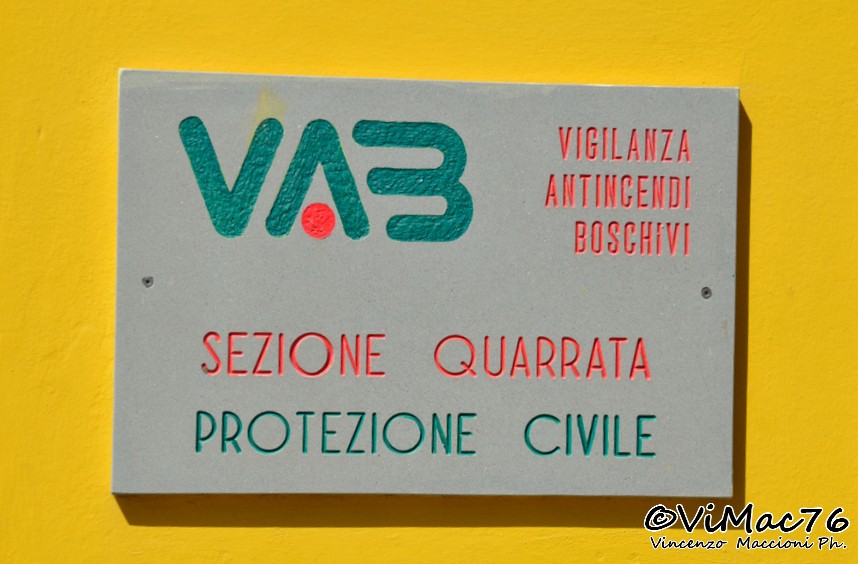 VAB
VIGILANZA
ANTINCENDI
BOSCHiVI
SEZIONE QUARRATA
PROTEZIONE CIVILE
©ViMac76
Vincenzo Maccioni Ph.